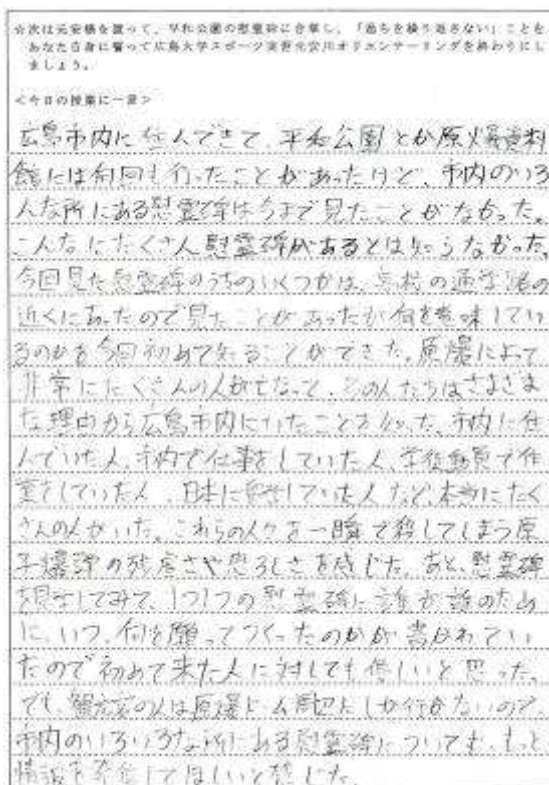 ☆次は元安橋を渡って、平和公園の慰霊碑に合掌し、「過ちを繰り返さない」ことを
あなた自身に誓って広島大学スポーツ実習元安川オリエンテーリングを終わりにし
ましょう。
<今日の授業に一言>
広島市内に住んできて、平和公園とか原爆資料
館には何回も行ったことがあったけど、市内のいろ
んな所にある慰霊碑は今まで見たことがなかった。
こんなにたくさん慰霊碑があるとは知らなかった。
今回見た慰霊碑のうちのいくつかは、高校の通学路の
近くにあったので見たことがあったが何を意味してい
るのかを今回初めて知ることができた。原爆によって
非常にたくさんの人が亡なって、その人たちはさまざま
な理由から広島市内にいたことを知った。市内に住
んでいた人、市内で仕事をしていた人、学徒動員で作
業をしていた人、日本に していた人など、本当にたく
さんの人がいた。これらの人々を一瞬で殺してしまう原
子爆弾の残虐さや恐ろしさを感じた。あと、慰霊碑
を見学してみて、1つ1つの慰霊碑に誰が誰のため
に、いつ、何を願ってつくったのかが書かれてい
たので初めて来た人に対しても優しいと思った。
でも、観光客の人は原爆ドーム周辺としか行かないので、
市内のいろいろな所にある慰霊碑についても、もっと
情報を発信してほしいと感じた。